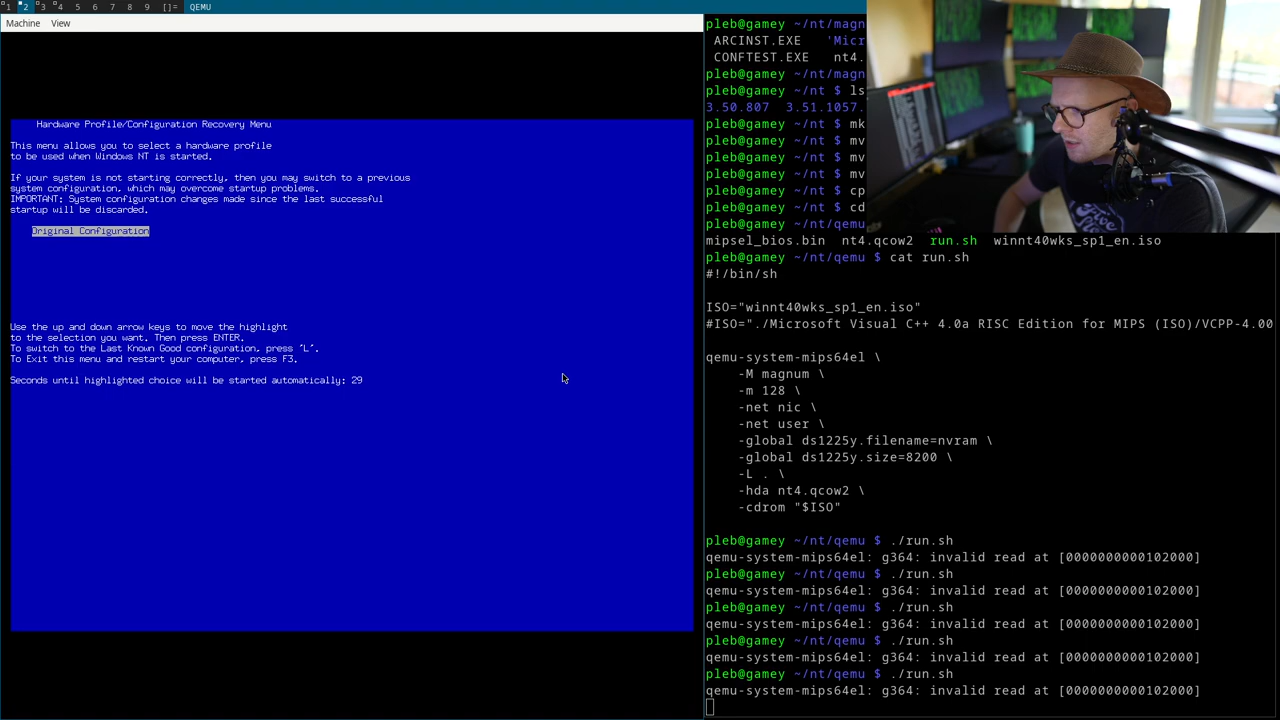 1 2 3 4 5 6 7 8 9 []= QEMU
Machine View
Hardware Profile/Configuration Recovery Menu
This menu allows you to select a hardware profile
to be used when Windows NT is started.
If your system is not starting correctly, then you may switch to a previous
system configuration, which may overcome startup problems.
IMPORTANT: System configuration changes made since the last successful
startup will be discarded.
Original Configuration
Use the up and down arrow keys to move the highlight
to the selection you want. Then press ENTER.
To switch to the Last Known Good configuration, press 'L'.
To Exit this menu and restart your computer, press F3.
Seconds until highlighted choice will be started automatically: 29
pleb@gamey ~/nt/magn
ARCINST.EXE 'Micr
CONFTEST.EXE nt4.
pleb@gamey ~/nt/magn
pleb@gamey ~/nt $ ls
3.50.807 3.51.1057.
pleb@gamey ~/nt $ mk
pleb@gamey ~/nt $ mv
pleb@gamey ~/nt $ mv
pleb@gamey ~/nt $ mv
pleb@gamey ~/nt $ cp
pleb@gamey ~/nt $ cd
pleb@gamey ~/nt/qemu
mipsel_bios.bin nt4.qcow2 run.sh winnt40wks_sp1_en.iso
pleb@gamey ~/nt/qemu $ cat run.sh
#!/bin/sh
ISO="winnt40wks_sp1_en.iso"
#ISO="./Microsoft Visual C++ 4.0a RISC Edition for MIPS (ISO)/VCPP-4.00
qemu-system-mips64el \
-M magnum \
-m 128 \
-net nic \
-net user \
-global ds1225y.filename=nvram \
-global ds1225y.size=8200 \
-L . \
-hda nt4.qcow2 \
-cdrom "$ISO"
pleb@gamey ~/nt/qemu $ ./run.sh
qemu-system-mips64el: g364: invalid read at [0000000000102000]
pleb@gamey ~/nt/qemu $ ./run.sh
qemu-system-mips64el: g364: invalid read at [0000000000102000]
pleb@gamey ~/nt/qemu $ ./run.sh
qemu-system-mips64el: g364: invalid read at [0000000000102000]
pleb@gamey ~/nt/qemu $ ./run.sh
qemu-system-mips64el: g364: invalid read at [0000000000102000]
pleb@gamey ~/nt/qemu $ ./run.sh
qemu-system-mips64el: g364: invalid read at [0000000000102000]